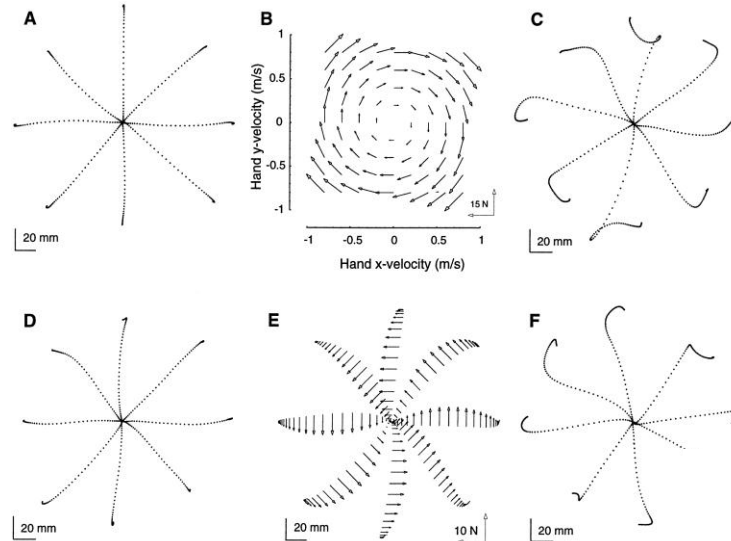 A
B
C
1
0.5
0
-0.5
-1
Hand y-velocity (m/s)
15 N
-1 -0.5 0 0.5 1
Hand x-velocity (m/s)
20 mm
20 mm
D
E
F
20 mm
20 mm
10 N
20 mm